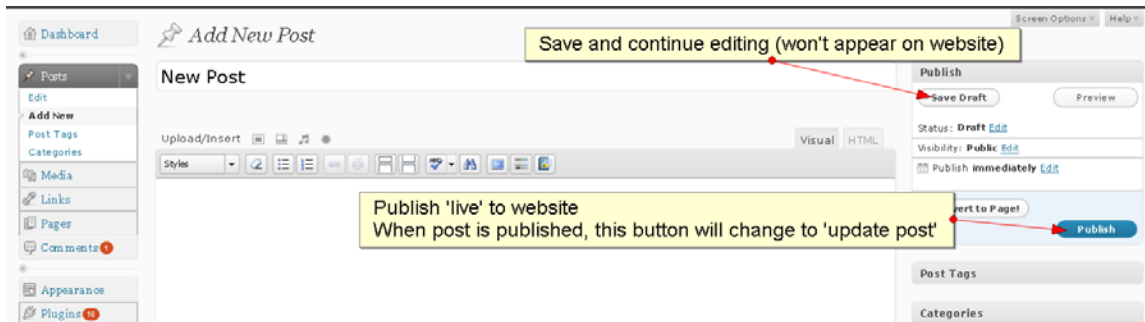 Screen Options Help
Dashboard
Add New Post
Save and continue editing (won't appear on website)
Posts
New Post
Publish
Edit
Save Draft Preview
Add New
Post Tags
Upload/Insert
Visual HTML
Status: Draft Edit
Categories
Visibility: Public Edit
Styles
Media
Publish immediately Edit
Links
Pages
Publish 'live' to website
vert to Page!
When post is published, this button will change to 'update post'
Publish
Comments 1
Post Tags
Appearance
Plugins 16
Categories